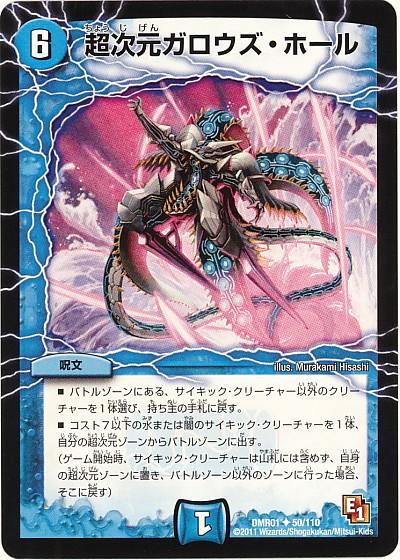 6
ちょうじげん
超次元ガロウズ・ホール
illus. Murakami Hisashi
呪文
■ バトルゾーンにある、サイキック・クリーチャー以外のクリ
ーチャーを1体選び、持ち主の手札に戻す。
■ コスト7以下の水または闇のサイキック・クリーチャーを1体、
自分の超次元ゾーンからバトルゾーンに出す。
(ゲーム開始時、サイキック・クリーチャーは山札には含めず、自身
の超次元ゾーンに置き、バトルゾーン以外のゾーンに行った場合、
そこに戻す)
1
DMR01 ◆ 50/110
©2011 Wizards/Shogakukan/Mitsui-Kids
E1